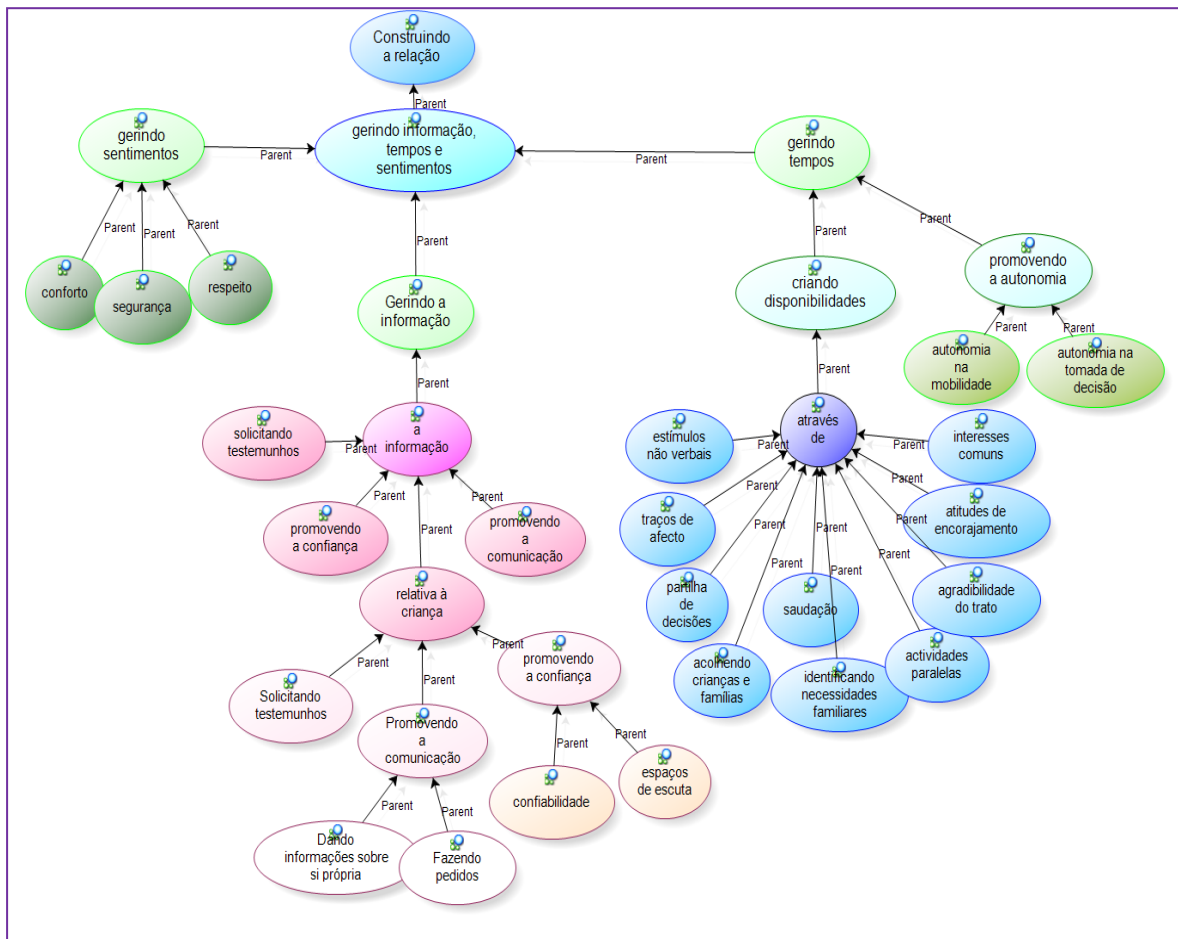 Construindo
a relação
Parent
gerindo
sentimentos
Parent
gerindo informação,
tempos e
sentimentos
Parent
gerindo
tempos
Parent
Parent
Parent
Parent
Parent
Parent
conforto
segurança
respeito
Gerindo a
informação
criando
disponibilidades
promovendo
a autonomia
Parent
Parent
Parent
Parent
autonomia
na
mobilidade
autonomia na
tomada de
decisão
solicitando
testemunhos
Parent
a
informação
Parent
promovendo
a confiança
Parent
Parent
promovendo
a
comunicação
estímulos
não verbais
Parent
através
de
Parent
interesses
comuns
traços de
afecto
Parent
Parent
atitudes de
encorajamento
partilha
de
decisões
Parent
Parent
saudação
Parent
Parent
Parent
Parent
agradibilidade
do trato
acolhendo
crianças e
famílias
identificando
necessidades
familiares
actividades
paralelas
relativa à
criança
Parent
Parent
Parent
Solicitando
testemunhos
Promovendo
a
comunicação
promovendo
a confiança
Parent
Parent
confiabilidade
espaços
de escuta
Parent
Parent
Dando
informações sobre
si própria
Fazendo
pedidos